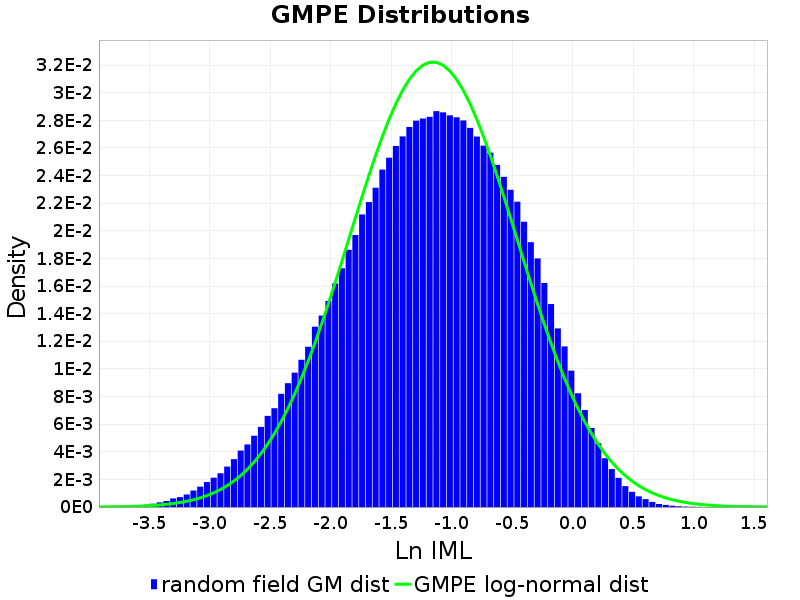 GMPE Distributions
Density
3.2E-2
3E-2
2.8E-2
2.6E-2
2.4E-2
2.2E-2
2E-2
1.8E-2
1.6E-2
1.4E-2
1.2E-2
1E-2
8E-3
6E-3
4E-3
2E-3
0E0
-3.5 -3.0 -2.5 -2.0 -1.5 -1.0 -0.5 0.0 0.5 1.0 1.5
Ln IML
random field GM dist GMPE log-normal dist